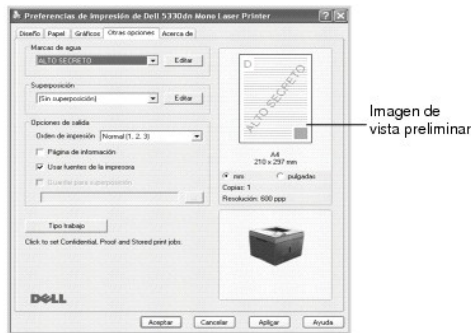 Preferencias de impresión de Dell 5330dn Mono Laser Printer
Diseño Papel Gráficos Otras opciones Acerca de
Marcas de agua
ALTO SECRETO
Editar
Superposición
(Sin superposición)
Editar
Opciones de salida
Orden de impresión Normal (1, 2, 3)
Página de información
Usar fuentes de la impresora
Guardar para superposición
Tipo trabajo
Click to set Confidential, Proof and Stored print jobs.
DELL
D
ALTO SECRETO
A4
210 x 297 mm
mm pulgadas
Copias: 1
Resolución: 600 ppp
Aceptar Cancelar Aplicar Ayuda
Imagen de
vista preliminar